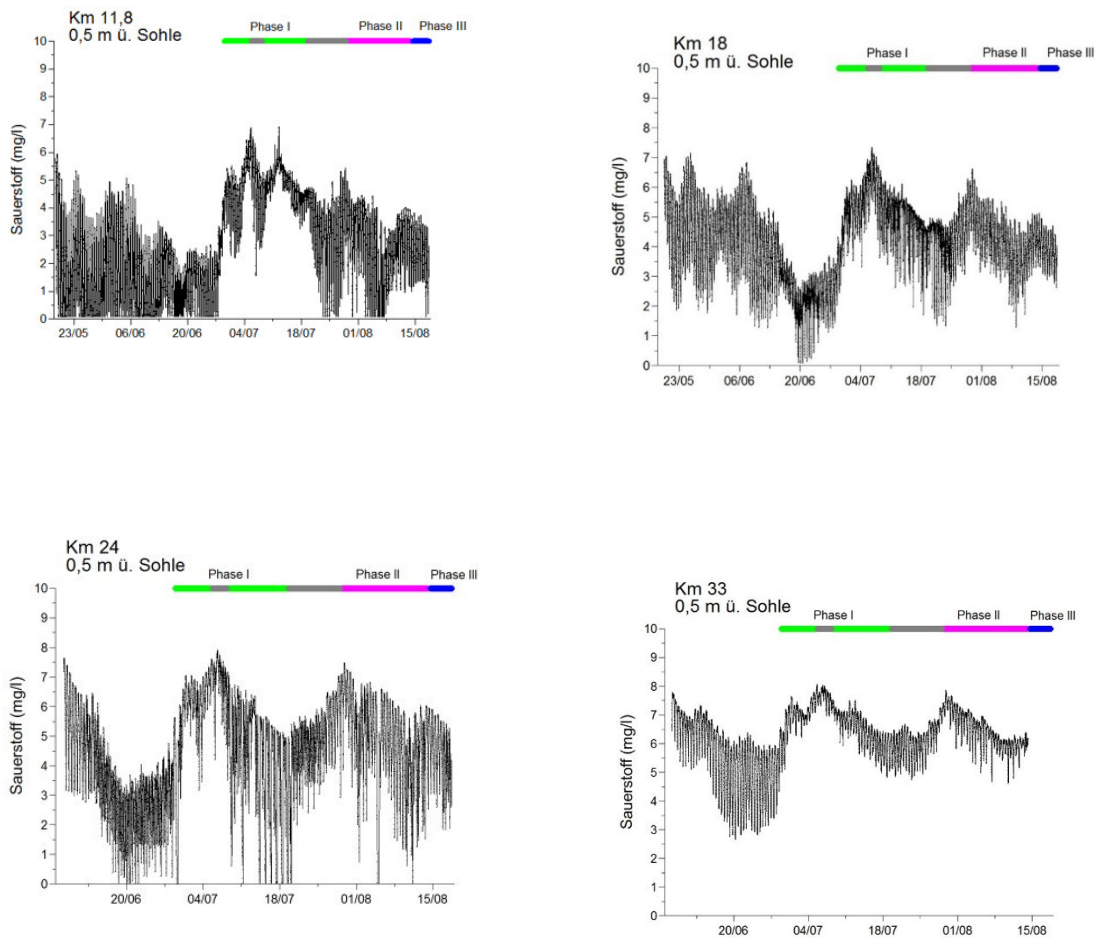 Km 11,8
0,5 m ü. Sohle
Phase I
Phase II
Phase III
Sauerstoff (mg/l)
10
9
8
7
6
5
4
3
2
1
0
23/05
06/06
20/06
04/07
18/07
01/08
15/08
Km 18
0,5 m ü. Sohle
Phase I
Phase II
Phase III
Sauerstoff (mg/l)
10
9
8
7
6
5
4
3
2
1
0
23/05
06/06
20/06
04/07
18/07
01/08
15/08
Km 24
0,5 m ü. Sohle
Phase I
Phase II
Phase III
Sauerstoff (mg/l)
10
9
8
7
6
5
4
3
2
1
0
20/06
04/07
18/07
01/08
15/08
Km 33
0,5 m ü. Sohle
Phase I
Phase II
Phase III
Sauerstoff (mg/l)
10
9
8
7
6
5
4
3
2
1
0
20/06
04/07
18/07
01/08
15/08